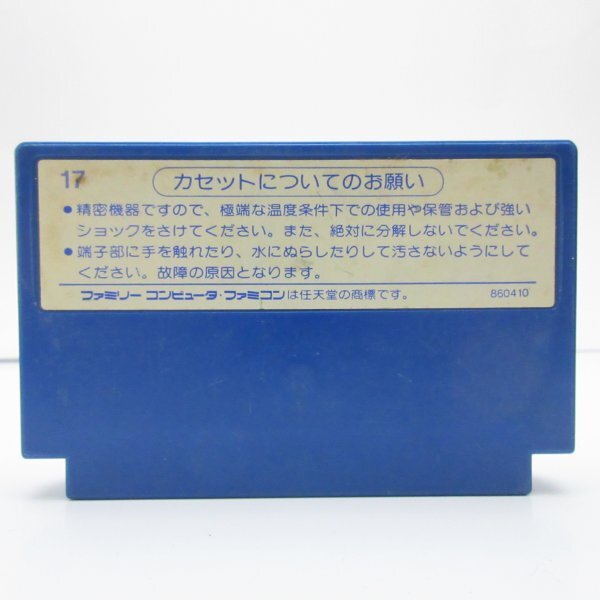 17
カセットについてのお願い
●精密機器ですので、極端な温度条件下での使用や保管および強い
ショックをさけてください。また、絶対に分解しないでください。
●端子部に手を触れたり、水にぬらしたりして汚さないようにして
ください。故障の原因となります。
ファミリー コンピュータ・ファミコンは任天堂の商標です。 860410